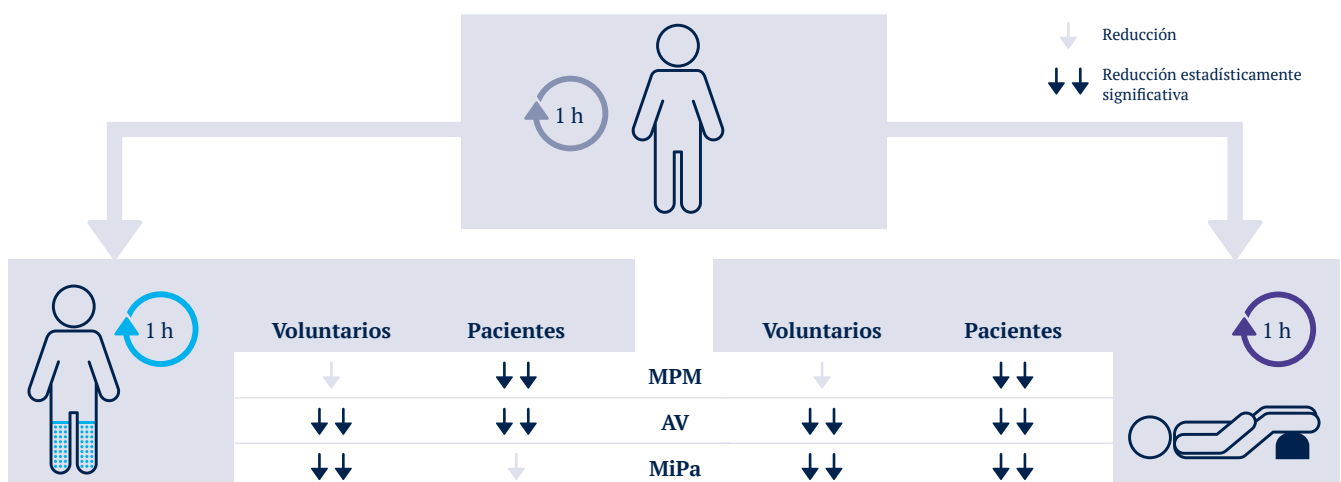 Reducción
Reducción estadísticamente
significativa
1 h
1 h
Voluntarios Pacientes
Voluntarios Pacientes
1 h
MPM
AV
MiPa